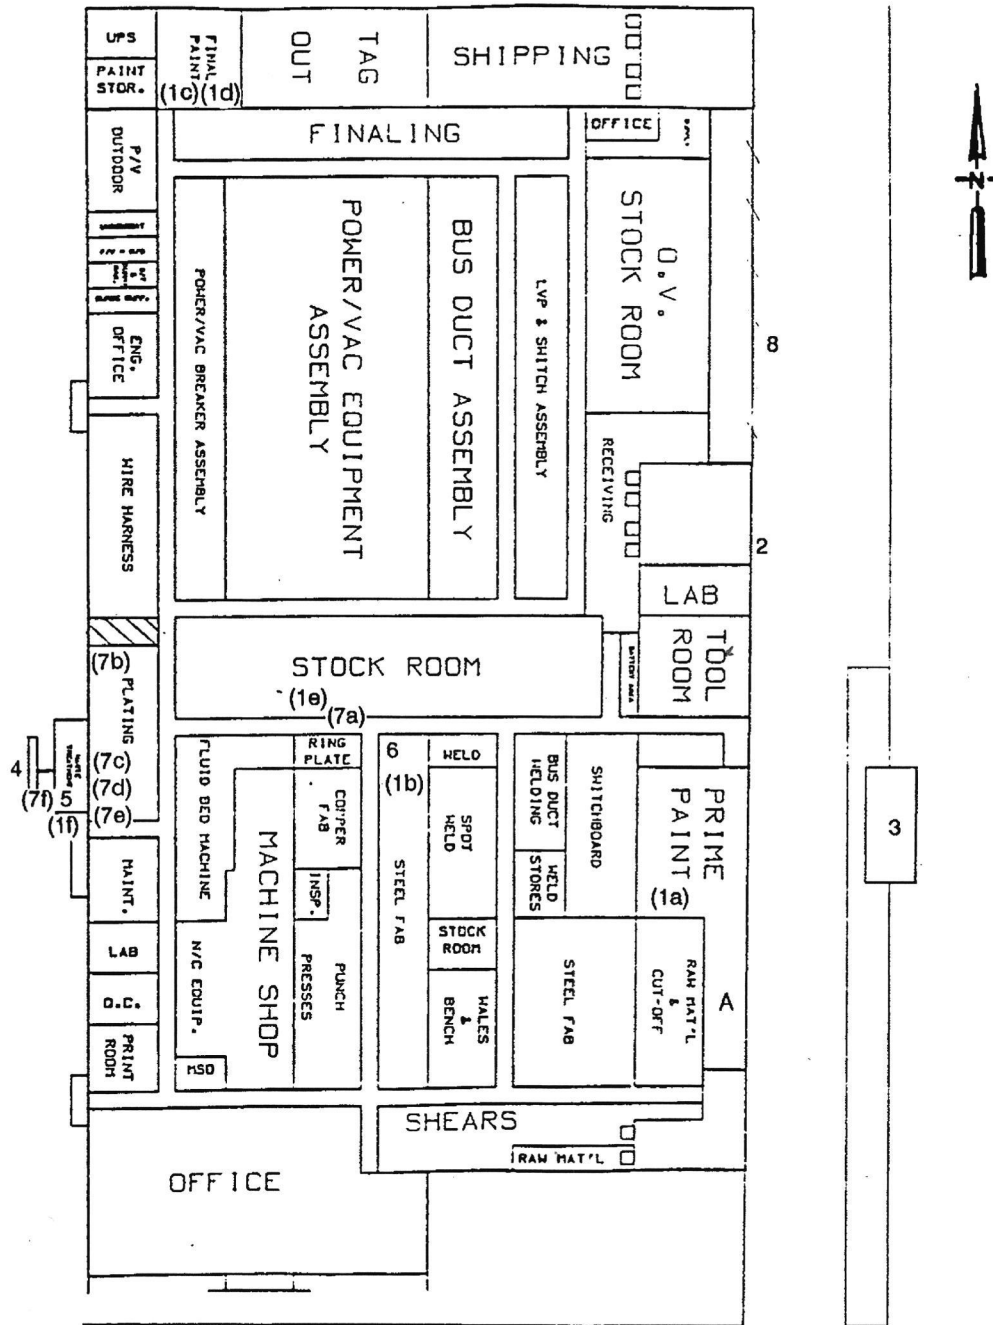 UPS
PAINT
STOR.
FINAL
PAINT
(1c)(1d)
TAG
OUT
SHIPPING
P/V
OUTDOOR
FINALING
OFFICE
N
POWER/VAC BREAKER ASSEMBLY
POWER/VAC EQUIPMENT
ASSEMBLY
BUS DUCT ASSEMBLY
LVP & SWITCH ASSEMBLY
O.V.
STOCK ROOM
8
ENG.
OFFICE
WIRE HARNESS
RECEIVING
2
LAB
TOOL
ROOM
BATTERY AREA
STOCK ROOM
(1e)
(7a)
(7b)
PLATING
(7c)
(7d)
(7e)
4
(7f)
5
(1f)
FLUID BED MACHINE
RING
PLATE
6
(1b)
WELD
BUS DUCT
WELDING
SWITCHBOARD
PRIME
PAINT
(1a)
3
COPPER
FAB
SPOT
WELD
MACHINE SHOP
STEEL FAB
INSP.
WELD
STORES
MAINT.
LAB
Q.C.
PRINT
ROOM
N/C EQUIP.
MSO
PUNCH
PRESSES
STOCK
ROOM
WALES
&
BENCH
STEEL FAB
RAW MAT'L
&
CUT-OFF
A
SHEARS
RAW MAT'L
OFFICE